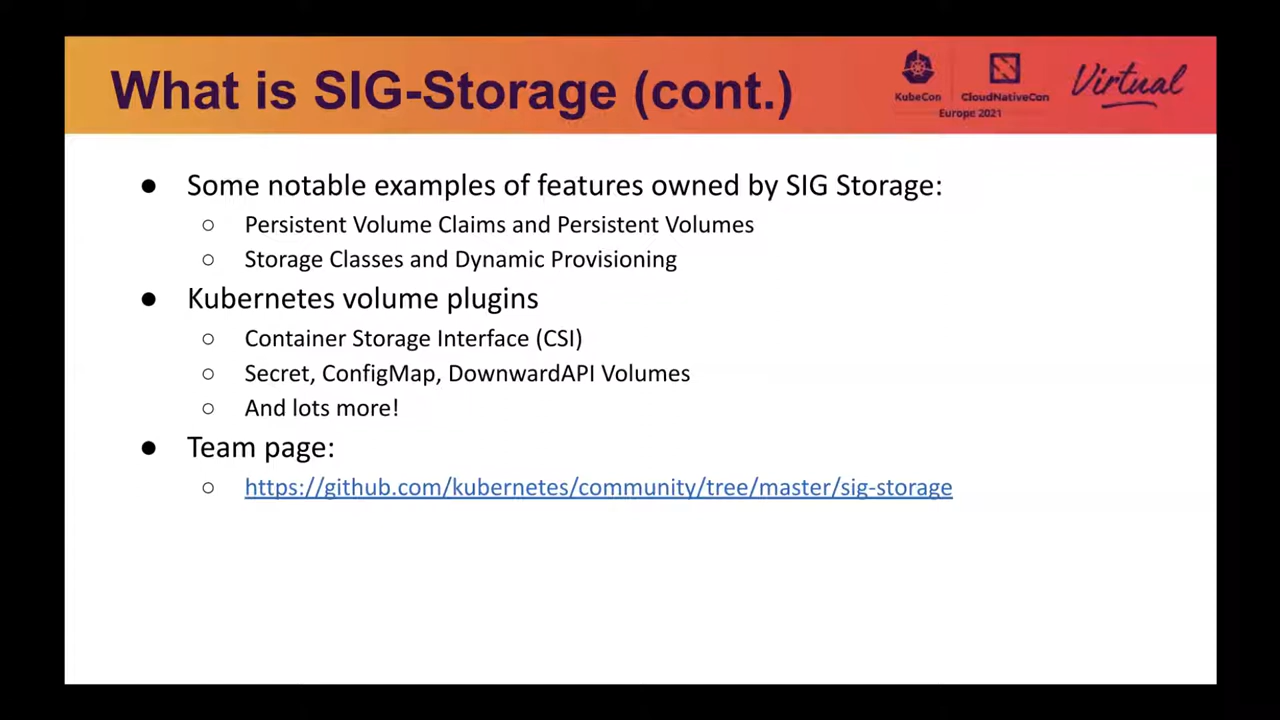 What is SIG-Storage (cont.)
KubeCon
CloudNativeCon
Europe 2021
Virtual
● Some notable examples of features owned by SIG Storage:
○ Persistent Volume Claims and Persistent Volumes
○ Storage Classes and Dynamic Provisioning
● Kubernetes volume plugins
○ Container Storage Interface (CSI)
○ Secret, ConfigMap, DownwardAPI Volumes
○ And lots more!
● Team page:
○ https://github.com/kubernetes/community/tree/master/sig-storage